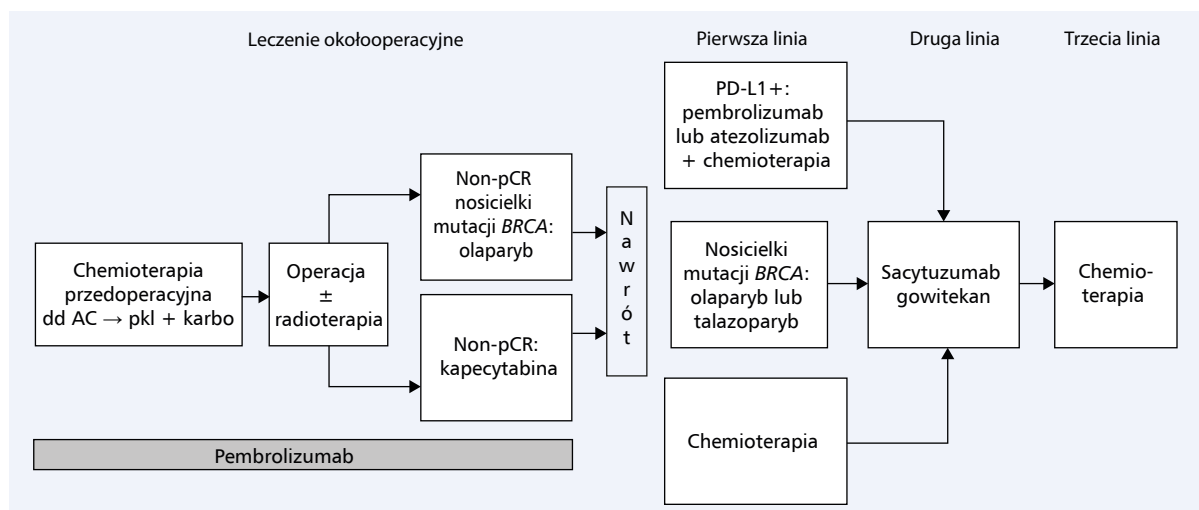 Leczenie okołooperacyjne
Pierwsza linia
Druga linia
Trzecia linia
Chemioterapia
przedoperacyjna
dd AC → pkl + karbo
Operacja
±
radioterapia
Non-pCR
nosicielki
mutacji BRCA:
olaparyb
Non-pCR:
kapecytabina
Pembrolizumab
N
a
w
r
ó
t
PD-L1+:
pembrolizumab
lub atezolizumab
+ chemioterapia
Nosicielki
mutacji BRCA:
olaparyb lub
talazoparyb
Chemioterapia
Sacytuzumab
gowitekan
Chemio-
terapia